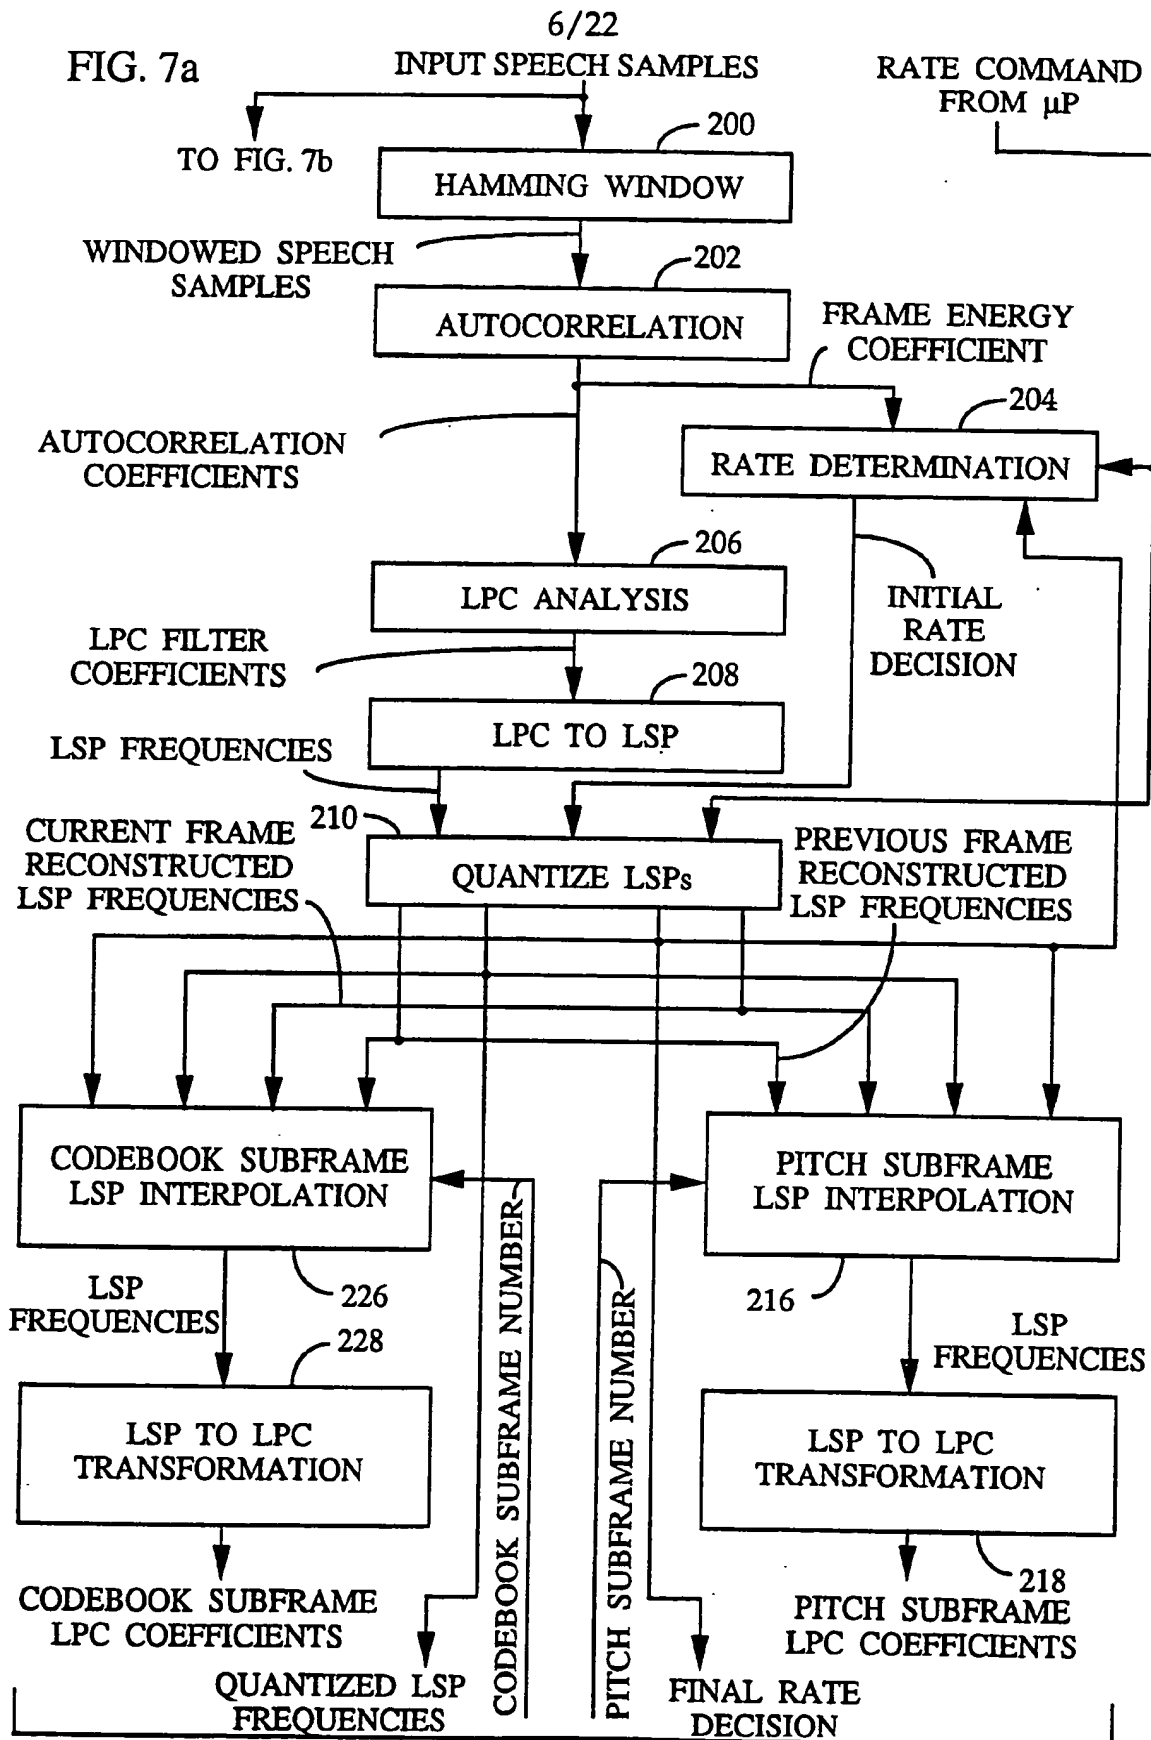 6/22
FIG. 7a
INPUT SPEECH SAMPLES
RATE COMMAND
FROM µP
TO FIG. 7b
200
HAMMING WINDOW
WINDOWED SPEECH
SAMPLES
202
AUTOCORRELATION
FRAME ENERGY
COEFFICIENT
204
AUTOCORRELATION
COEFFICIENTS
RATE DETERMINATION
206
LPC ANALYSIS
INITIAL
RATE
DECISION
LPC FILTER
COEFFICIENTS
208
LPC TO LSP
LSP FREQUENCIES
210
CURRENT FRAME
RECONSTRUCTED
LSP FREQUENCIES
QUANTIZE LSPs
PREVIOUS FRAME
RECONSTRUCTED
LSP FREQUENCIES
CODEBOOK SUBFRAME
LSP INTERPOLATION
PITCH SUBFRAME
LSP INTERPOLATION
226
216
LSP
FREQUENCIES
LSP
FREQUENCIES
228
LSP TO LPC
TRANSFORMATION
CODEBOOK SUBFRAME NUMBER
PITCH SUBFRAME NUMBER
LSP TO LPC
TRANSFORMATION
218
CODEBOOK SUBFRAME
LPC COEFFICIENTS
PITCH SUBFRAME
LPC COEFFICIENTS
QUANTIZED LSP
FREQUENCIES
FINAL RATE
DECISION